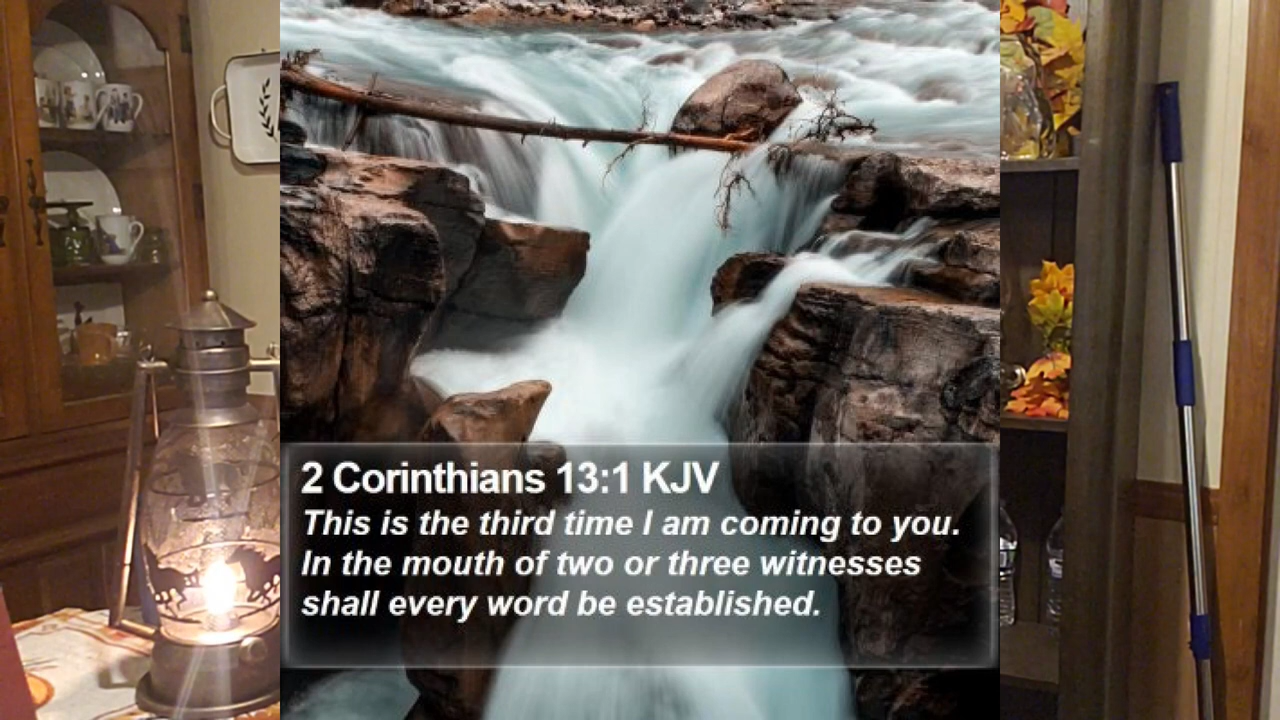 2 Corinthians 13:1 KJV
This is the third time I am coming to you.
In the mouth of two or three witnesses
shall every word be established.